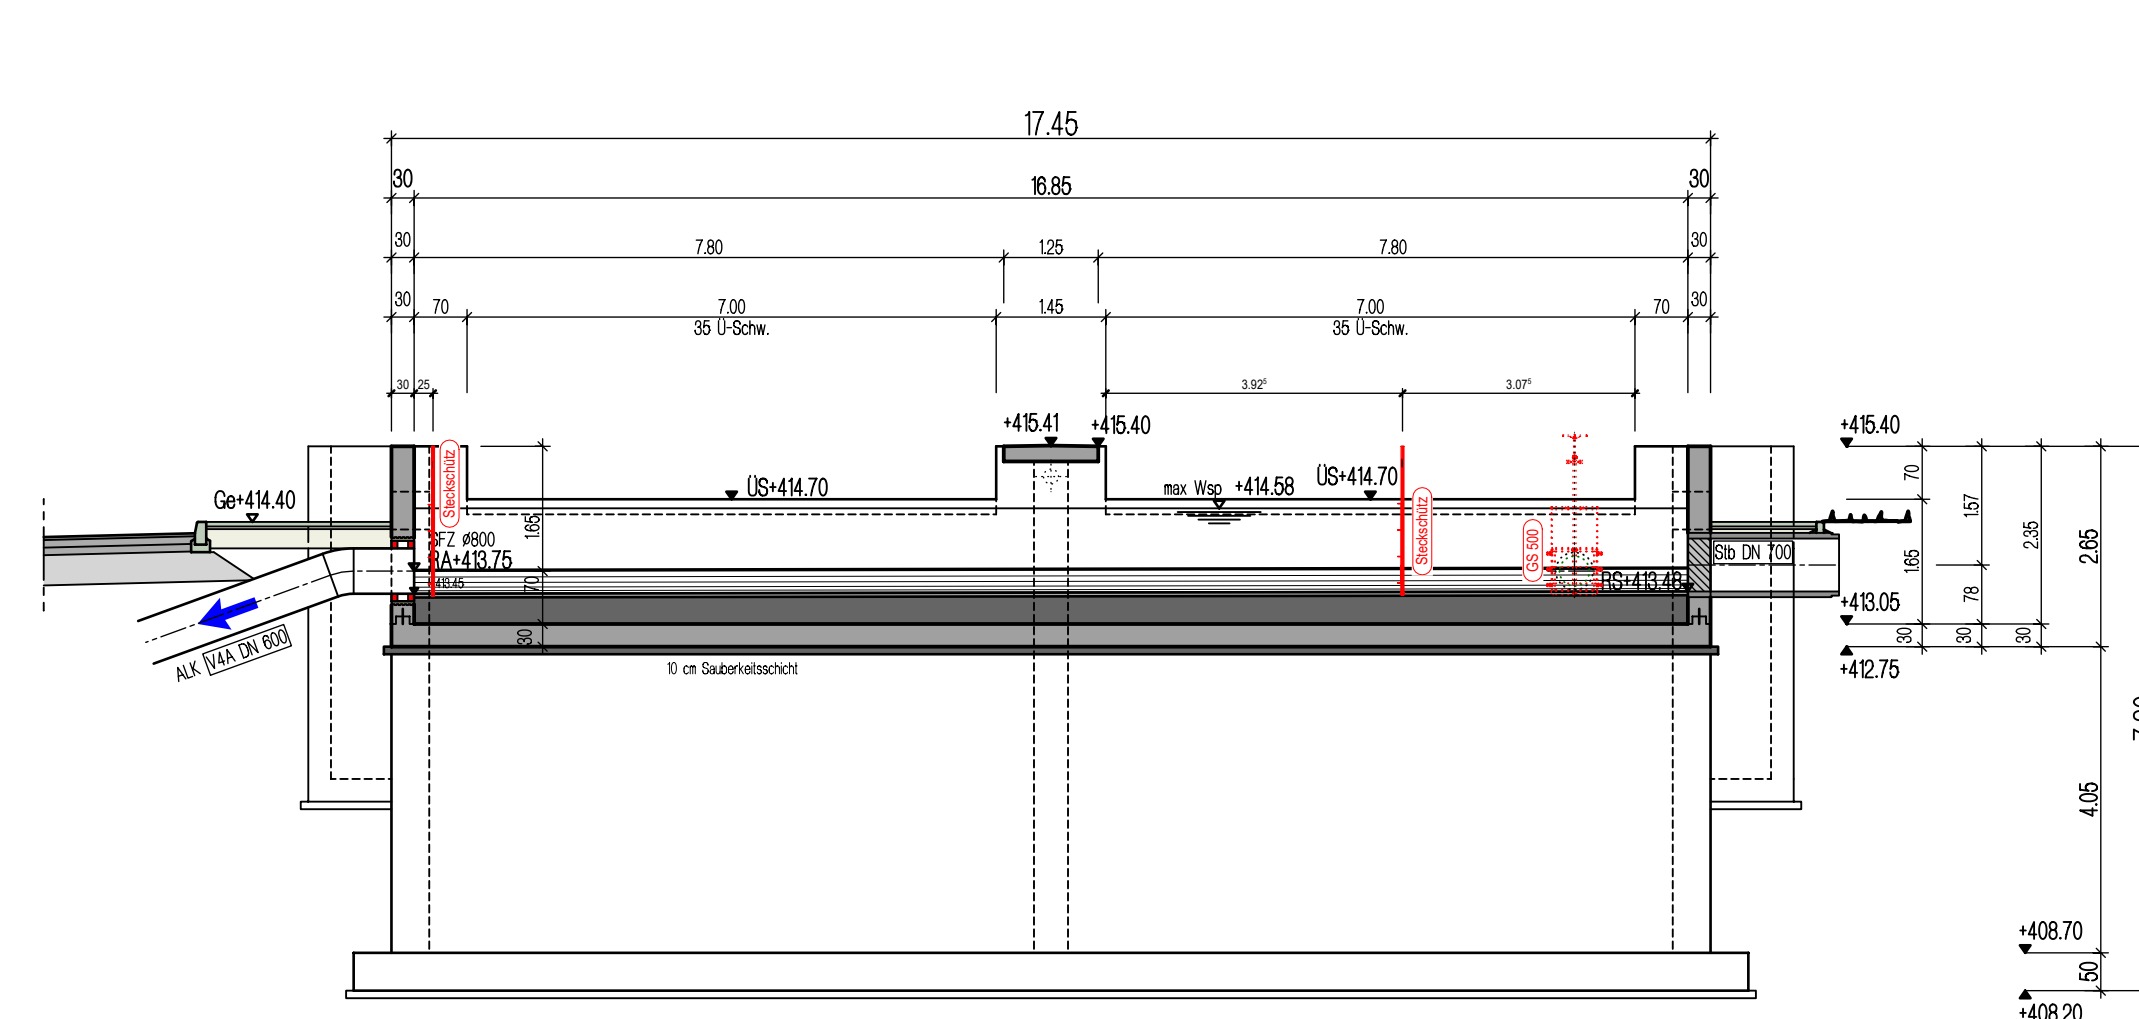 17.45
30
16.85
30
30
7.80
1.25
7.80
30
30
70
7.00
1.45
7.00
70
30
35 Ü-Schw.
35 Ü-Schw.
30
25
3.92⁵
3.07⁵
+415.41
+415.40
+415.40
Steckschütz
ÜS+414.70
max Wsp +414.58
ÜS+414.70
Ge+414.40
Steckschütz
GS 500
70
1.57
2.35
2.65
1.65
1.65
SFZ Ø800
RA+413.75
413.45
70
30
Stb DN 700
RS+413.48
78
+413.05
30
30
30
+412.75
ALK V4A DN 600
10 cm Sauberkeitsschicht
4.05
+408.70
50
+408.20